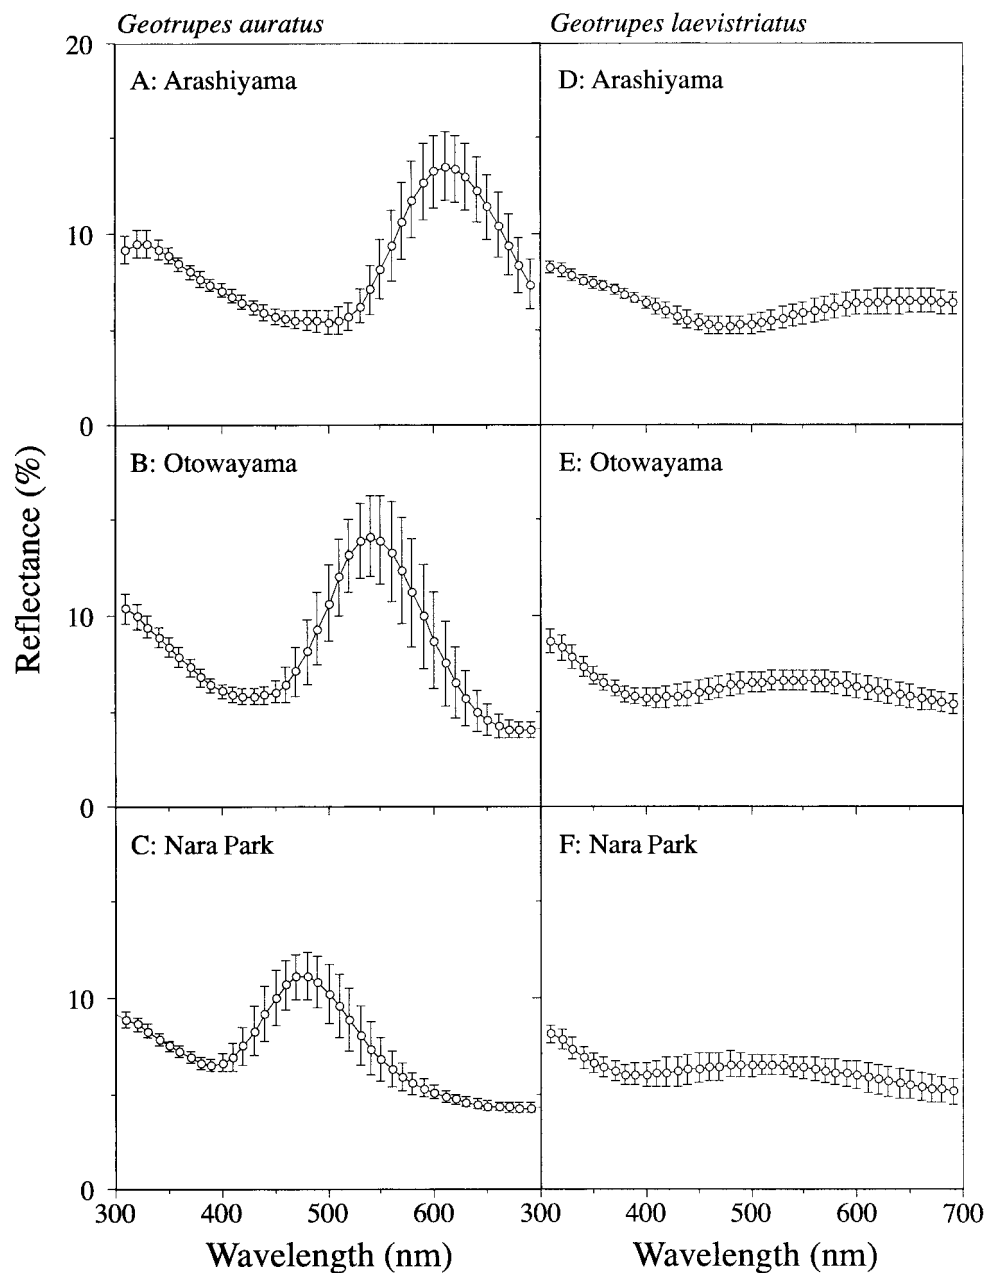 Geotrupes auratus Geotrupes laevistriatus
20
A: Arashiyama D: Arashiyama
10
0
B: Otowayama E: Otowayama
Reflectance (%)
10
0
C: Nara Park F: Nara Park
10
0
300 400 500 600 300 400 500 600 700
Wavelength (nm) Wavelength (nm)